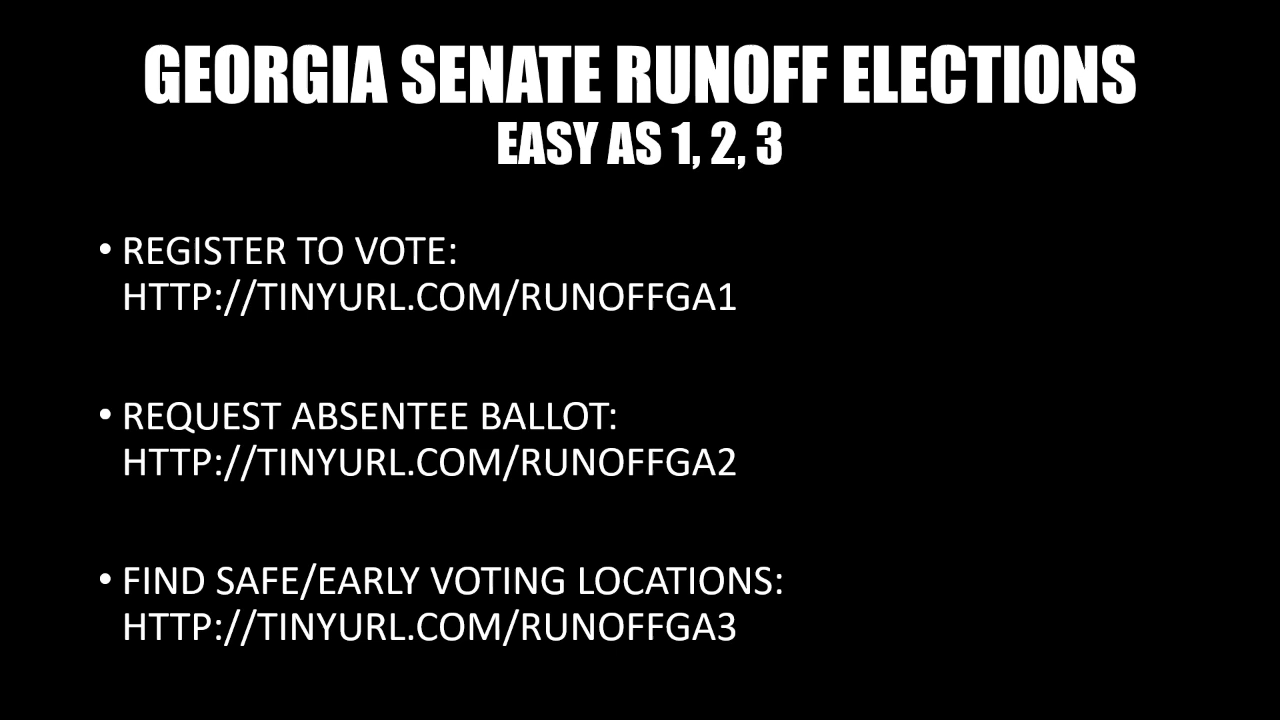 GEORGIA SENATE RUNOFF ELECTIONS
EASY AS 1, 2, 3
• REGISTER TO VOTE:
HTTP://TINYURL.COM/RUNOFFGA1
• REQUEST ABSENTEE BALLOT:
HTTP://TINYURL.COM/RUNOFFGA2
• FIND SAFE/EARLY VOTING LOCATIONS:
HTTP://TINYURL.COM/RUNOFFGA3